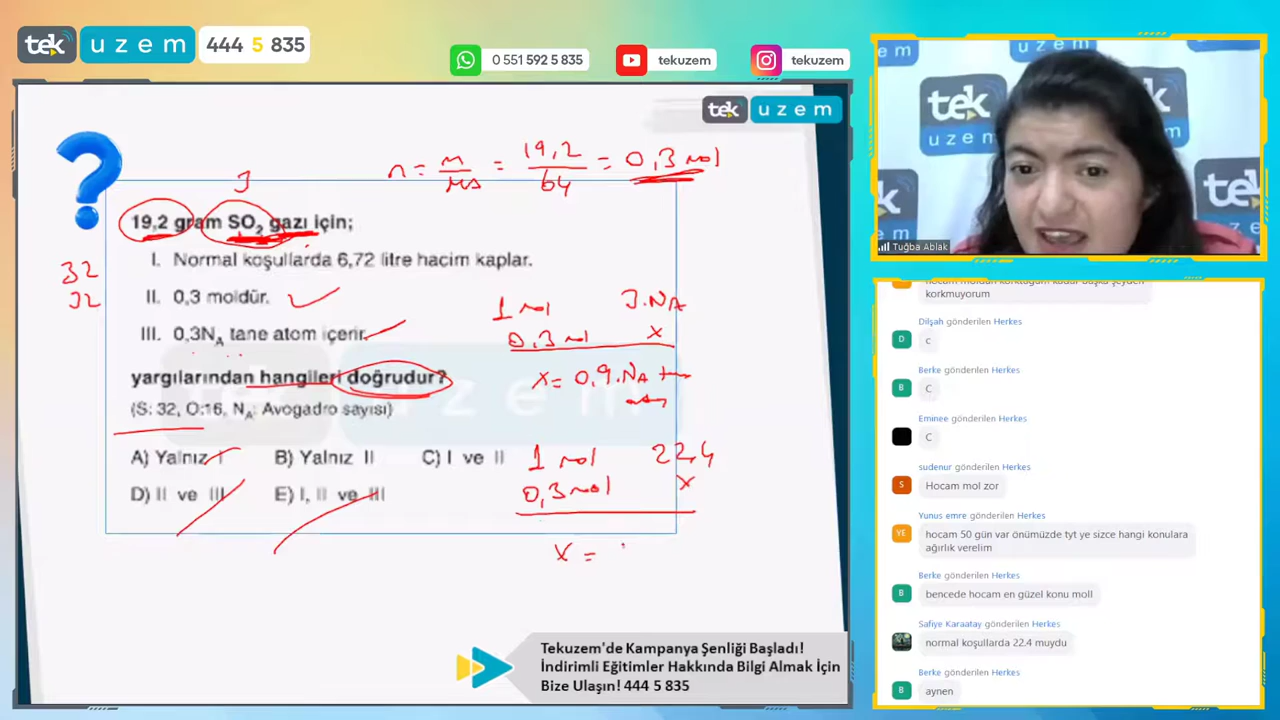 tek uzem 444 5 835
0 551 592 5 835
tekuzem
tekuzem
tek uzem
n = m/MA = 19,2/64 = 0,3 mol
3
19,2 gram SO₂ gazı için;
I. Normal koşullarda 6,72 litre hacim kaplar.
32
II. 0,3 moldür.
32
III. 0,3NA tane atom içerir.
1 mol 3.NA
0,3 mol x
x = 0,9.NA
yargılarından hangileri doğrudur?
(S: 32, O:16, NA: Avogadro sayısı)
A) Yalnız I B) Yalnız II C) I ve II
D) II ve III E) I, II ve III
1 mol 22,4
0,3 mol x
x =
Tekuzem'de Kampanya Şenliği Başladı!
İndirimli Eğitimler Hakkında Bilgi Almak İçin
Bize Ulaşın! 444 5 835
tek uzem
Tuğba Ablak
korkmuyorum
Dilşah gönderilen Herkes
D c
Berke gönderilen Herkes
B C
Eminee gönderilen Herkes
C
sudenur gönderilen Herkes
S Hocam mol zor
Yunus emre gönderilen Herkes
YE hocam 50 gün var önümüzde tyt ye sizce hangi konulara
ağırlık verelim
Berke gönderilen Herkes
B bencede hocam en güzel konu moll
Safiye Karaatay gönderilen Herkes
normal koşullarda 22.4 muydu
Berke gönderilen Herkes
B aynen